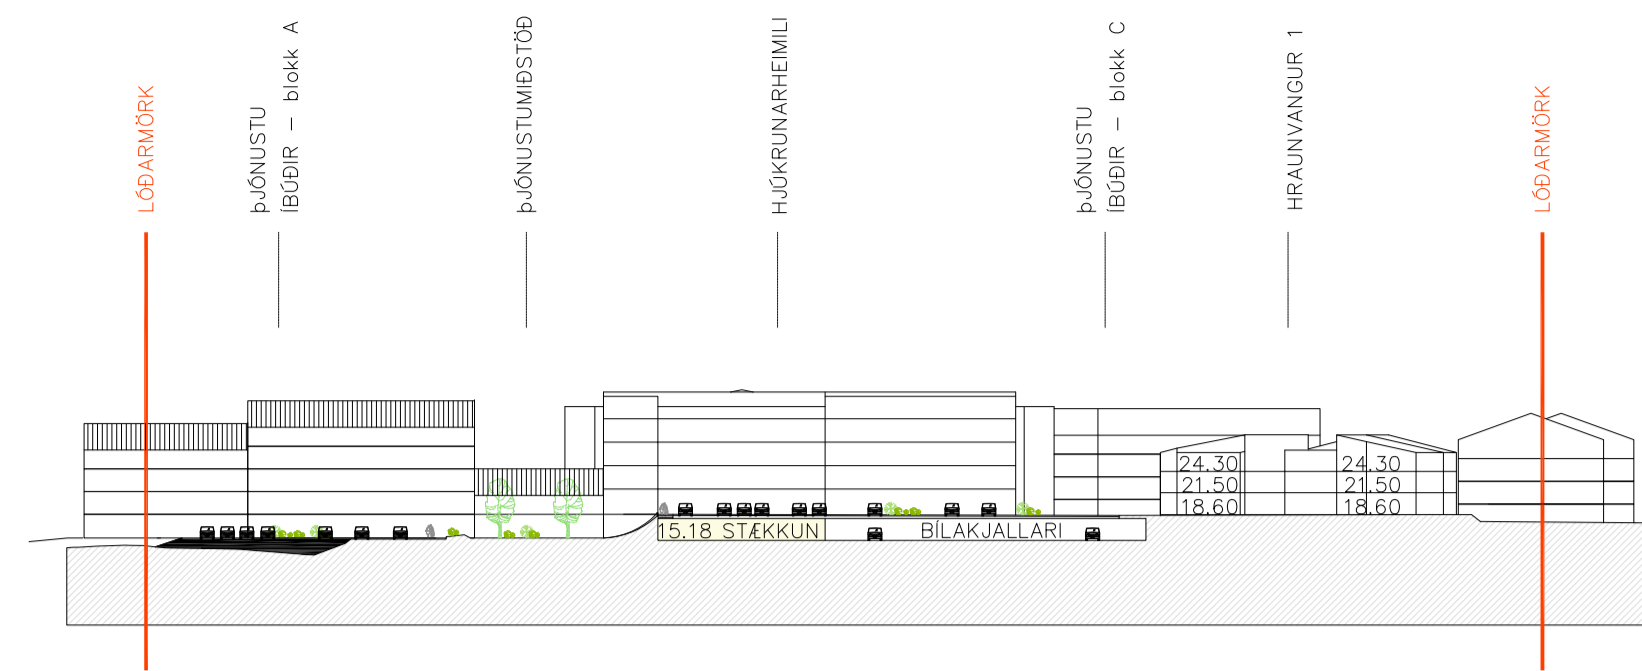 LÓÐARMÖRK
ÞJÓNUSTU
ÍBÚÐIR – blokk A
ÞJÓNUSTUMIÐSTÖÐ
HJÚKRUNARHEIMILI
ÞJÓNUSTU
ÍBÚÐIR – blokk C
HRAUNVANGUR 1
LÓÐARMÖRK
24.30
21.50
18.60
24.30
21.50
18.60
15.18 STÆKKUN
BÍLAKJALLARI